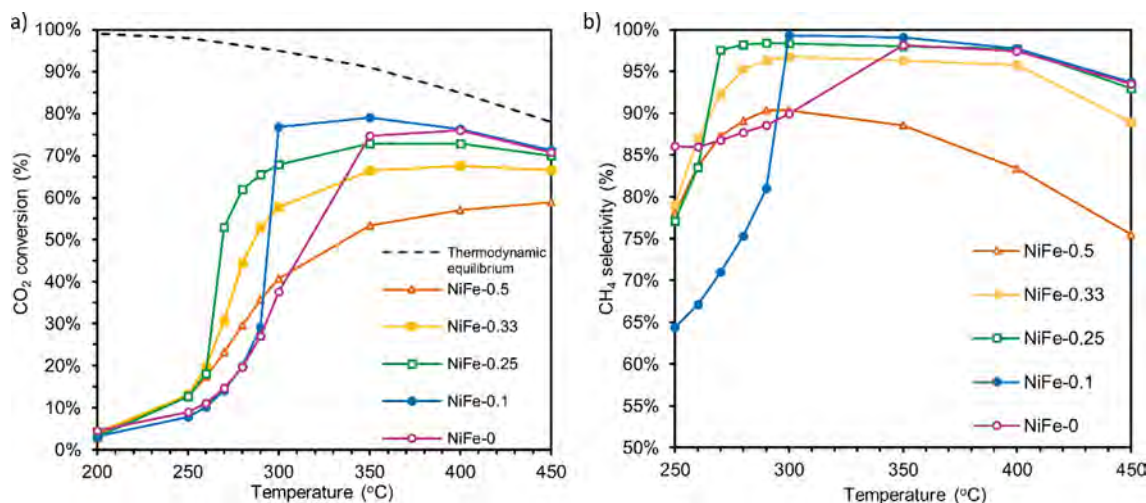 a)
100%
90%
80%
70%
60%
50%
40%
30%
20%
10%
0%
CO₂ conversion (%)
200
250
300
350
400
450
Temperature (°C)
Thermodynamic
equilibrium
NiFe-0.5
NiFe-0.33
NiFe-0.25
NiFe-0.1
NiFe-0
b)
100%
95%
90%
85%
80%
75%
70%
65%
60%
55%
50%
CH₄ selectivity (%)
250
300
350
400
450
Temperature (°C)
NiFe-0.5
NiFe-0.33
NiFe-0.25
NiFe-0.1
NiFe-0